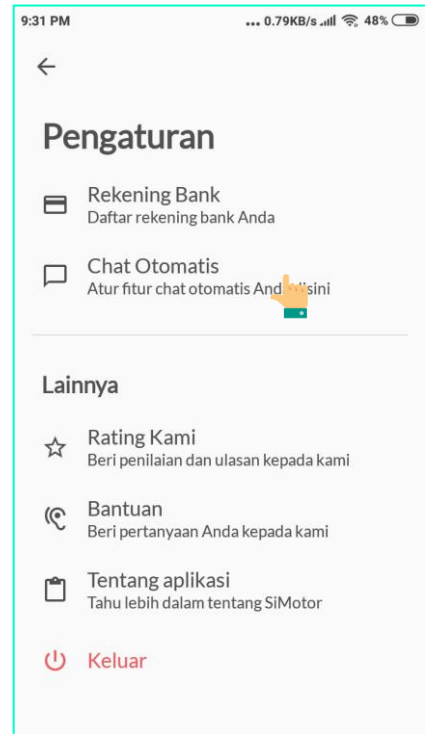 9:31 PM ... 0.79KB/s 48%
Pengaturan
Rekening Bank
Daftar rekening bank Anda
Chat Otomatis
Atur fitur chat otomatis
Lainnya
Rating Kami
Beri penilaian dan ulasan kepada kami
Bantuan
Beri pertanyaan Anda kepada kami
Tentang aplikasi
Tahu lebih dalam tentang SiMotor
Keluar